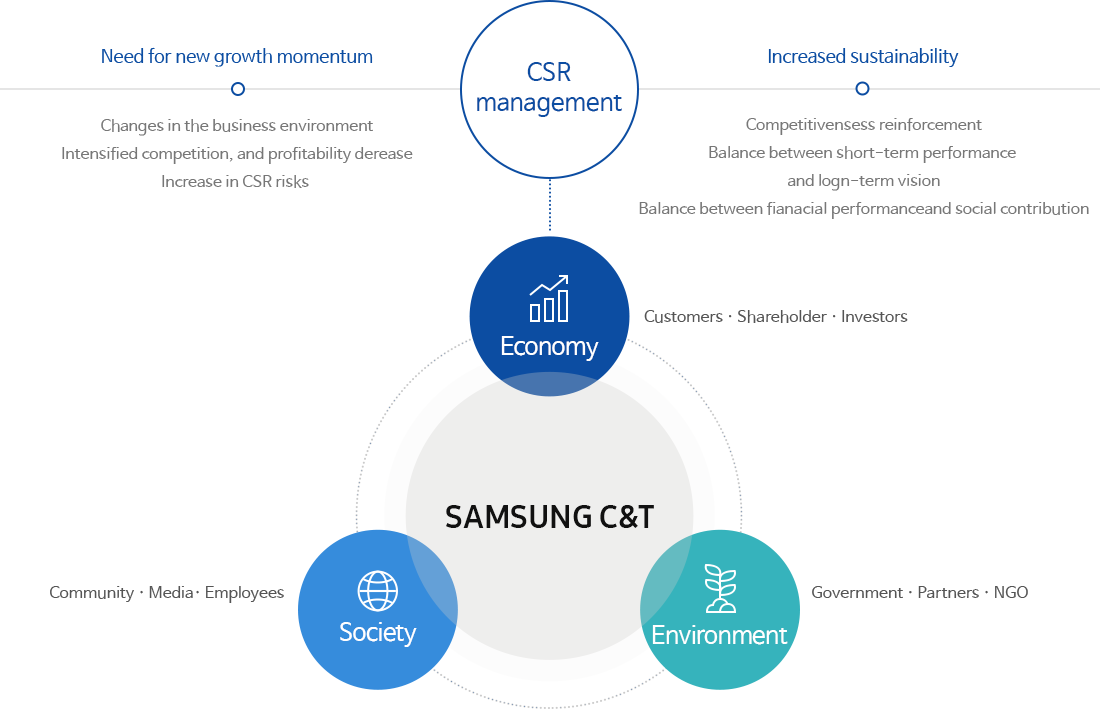 Need for new growth momentum
Changes in the business environment
Intensified competition, and profitability derease
Increase in CSR risks
CSR
management
Increased sustainability
Competitivensess reinforcement
Balance between short-term performance
and logn-term vision
Balance between fianacial performanceand social contribution
Economy
Customers · Shareholder · Investors
SAMSUNG C&T
Community · Media · Employees
Society
Environment
Government · Partners · NGO